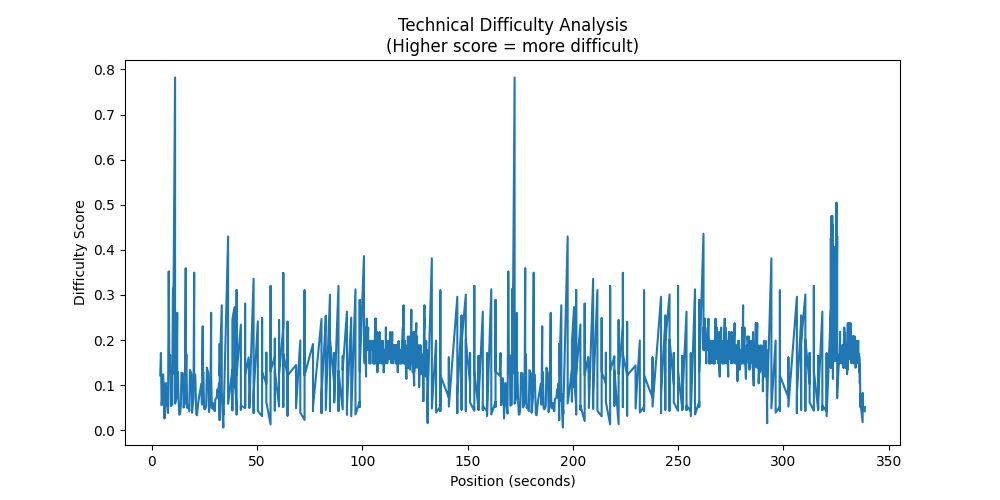 Technical Difficulty Analysis
(Higher score = more difficult)
Difficulty Score
0.8
0.7
0.6
0.5
0.4
0.3
0.2
0.1
0.0
0 50 100 150 200 250 300 350
Position (seconds)